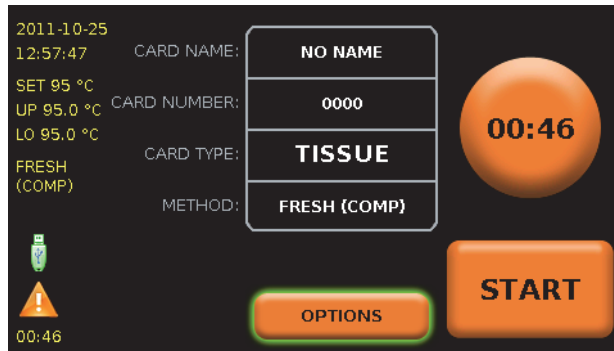 2011-10-25
12:57:47
SET 95 °C
UP 95.0 °C
LO 95.0 °C
FRESH
(COMP)
CARD NAME: NO NAME
CARD NUMBER: 0000
CARD TYPE: TISSUE
METHOD: FRESH (COMP)
00:46
START
OPTIONS
00:46